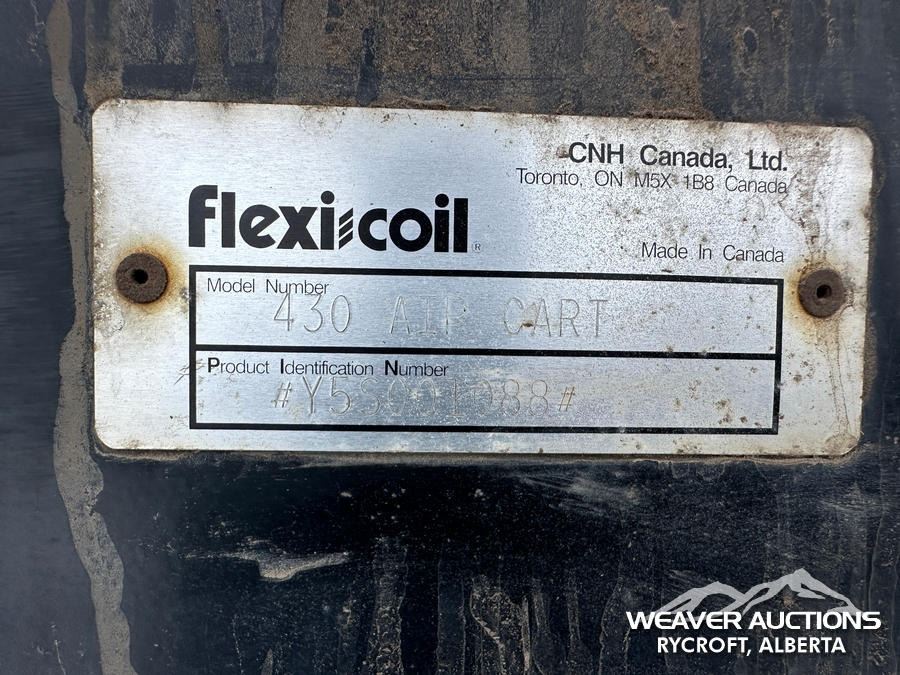 CNH Canada, Ltd.
Toronto, ON M5X 1B8 Canada
flexi coil ®
Made In Canada
Model Number
430 AIR CART
Product Identification Number
#Y5S001088#
WEAVER AUCTIONS
RYCROFT, ALBERTA